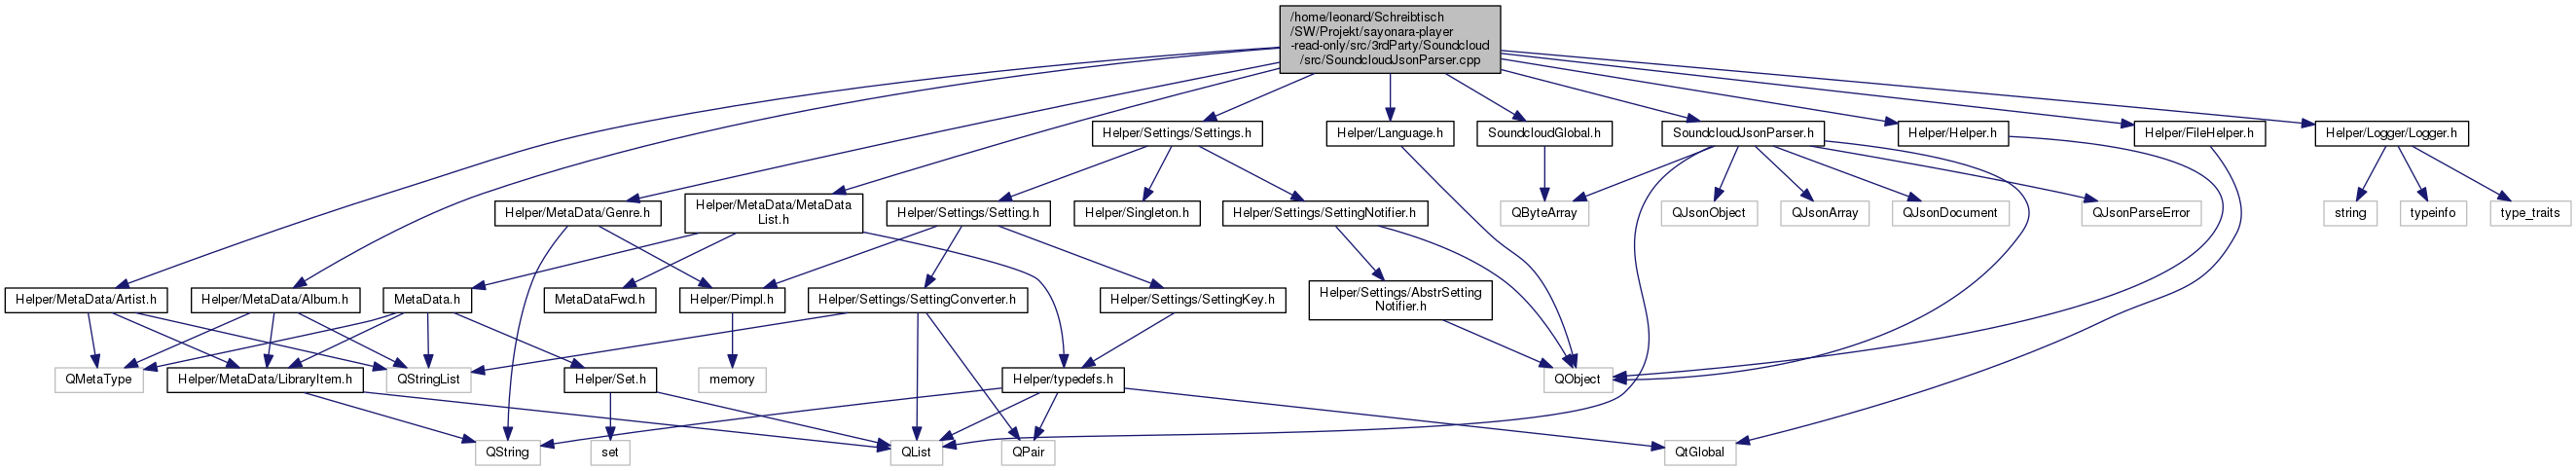 /home/leonard/Schreibtisch
/SW/Projekt/sayonara-player
-read-only/src/3rdParty/Soundcloud
/src/SoundcloudJsonParser.cpp
Helper/Settings/Settings.h
Helper/Language.h
SoundcloudGlobal.h
SoundcloudJsonParser.h
Helper/Helper.h
Helper/FileHelper.h
Helper/Logger/Logger.h
Helper/MetaData/Genre.h
Helper/MetaData/MetaData
List.h
Helper/Settings/Setting.h
Helper/Singleton.h
Helper/Settings/SettingNotifier.h
QByteArray
QJsonObject
QJsonArray
QJsonDocument
QJsonParseError
string
typeinfo
type_traits
Helper/MetaData/Artist.h
Helper/MetaData/Album.h
MetaData.h
MetaDataFwd.h
Helper/Pimpl.h
Helper/Settings/SettingConverter.h
Helper/Settings/SettingKey.h
Helper/Settings/AbstrSetting
Notifier.h
QMetaType
Helper/MetaData/LibraryItem.h
QStringList
Helper/Set.h
memory
Helper/typedefs.h
QObject
QString
set
QList
QPair
QtGlobal